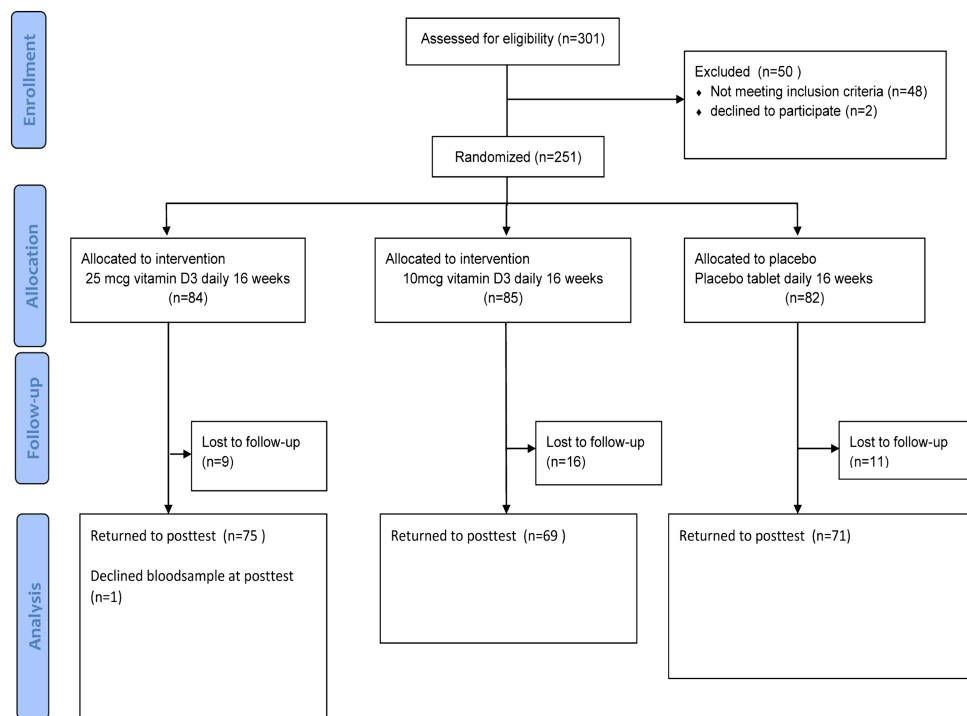 Enrollment
Assessed for eligibility (n=301)
Excluded (n=50 )
♦ Not meeting inclusion criteria (n=48)
♦ declined to participate (n=2)
Randomized (n=251)
Allocation
Allocated to intervention
25 mcg vitamin D3 daily 16 weeks
(n=84)
Allocated to intervention
10mcg vitamin D3 daily 16 weeks
(n=85)
Allocated to placebo
Placebo tablet daily 16 weeks
(n=82)
Follow-up
Lost to follow-up
(n=9)
Lost to follow-up
(n=16)
Lost to follow-up
(n=11)
Analysis
Returned to posttest (n=75 )
Declined bloodsample at posttest
(n=1)
Returned to posttest (n=69 )
Returned to posttest (n=71)